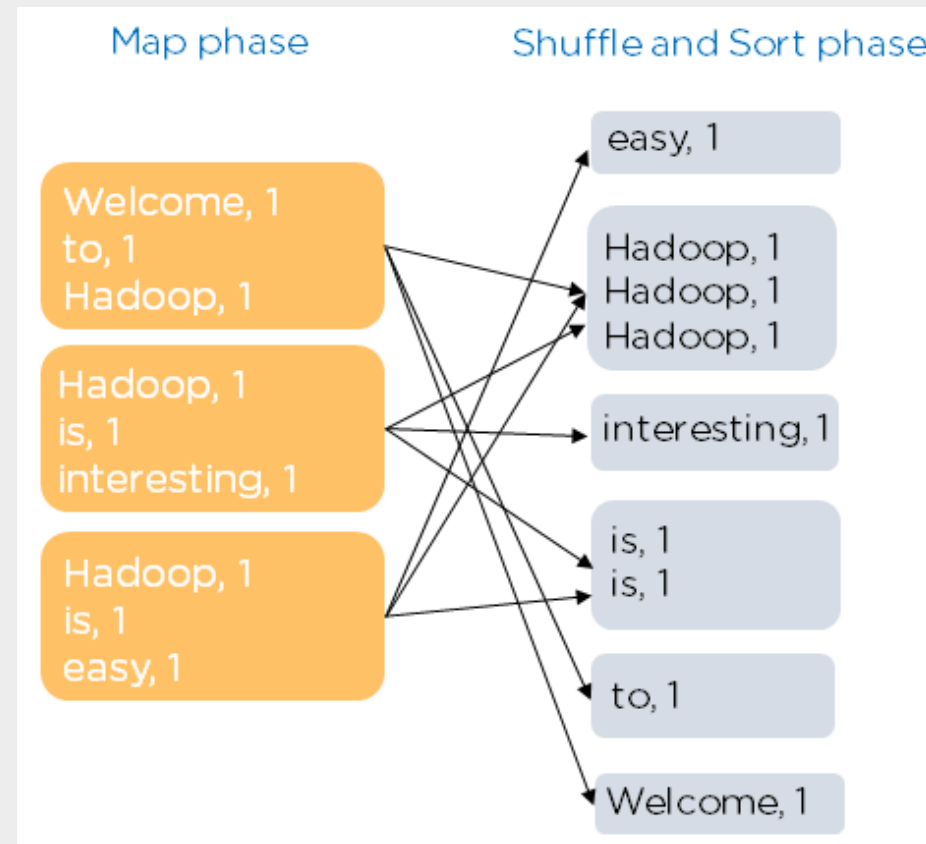 Map phase
Shuffle and Sort phase
Welcome, 1
to, 1
Hadoop, 1
Hadoop, 1
is, 1
interesting, 1
Hadoop, 1
is, 1
easy, 1
easy, 1
Hadoop, 1
Hadoop, 1
Hadoop, 1
interesting, 1
is, 1
is, 1
to, 1
Welcome, 1